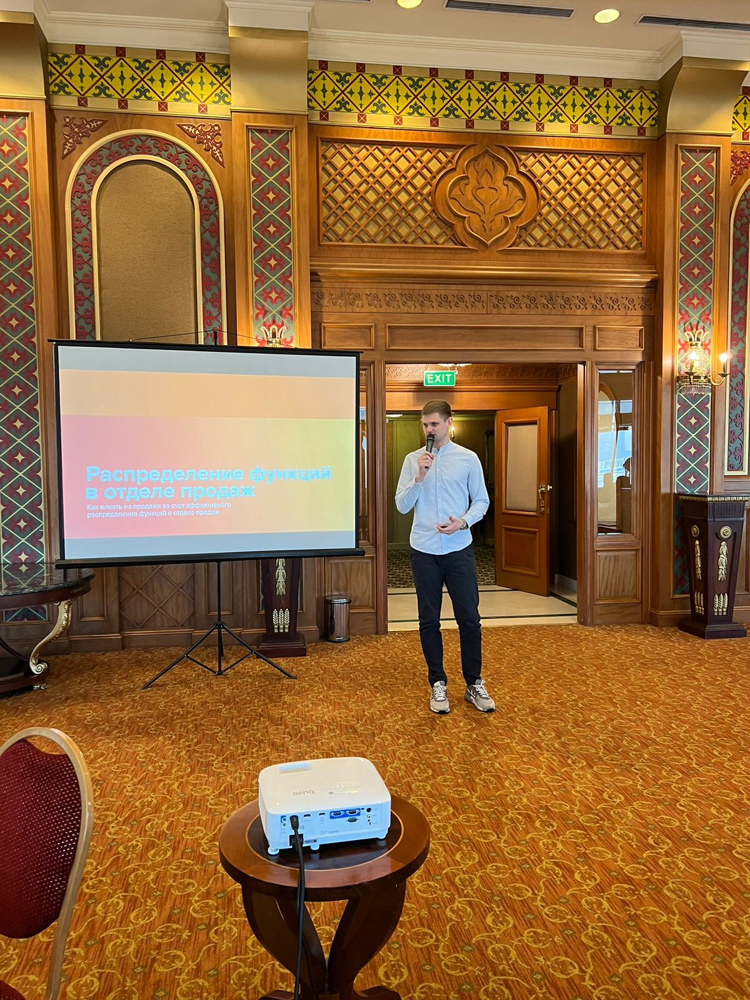 EXIT
Распределение функций
в отделе продаж
Как влиять на продажи за счет эффективного
распределения функций в отделе продаж
BenQ